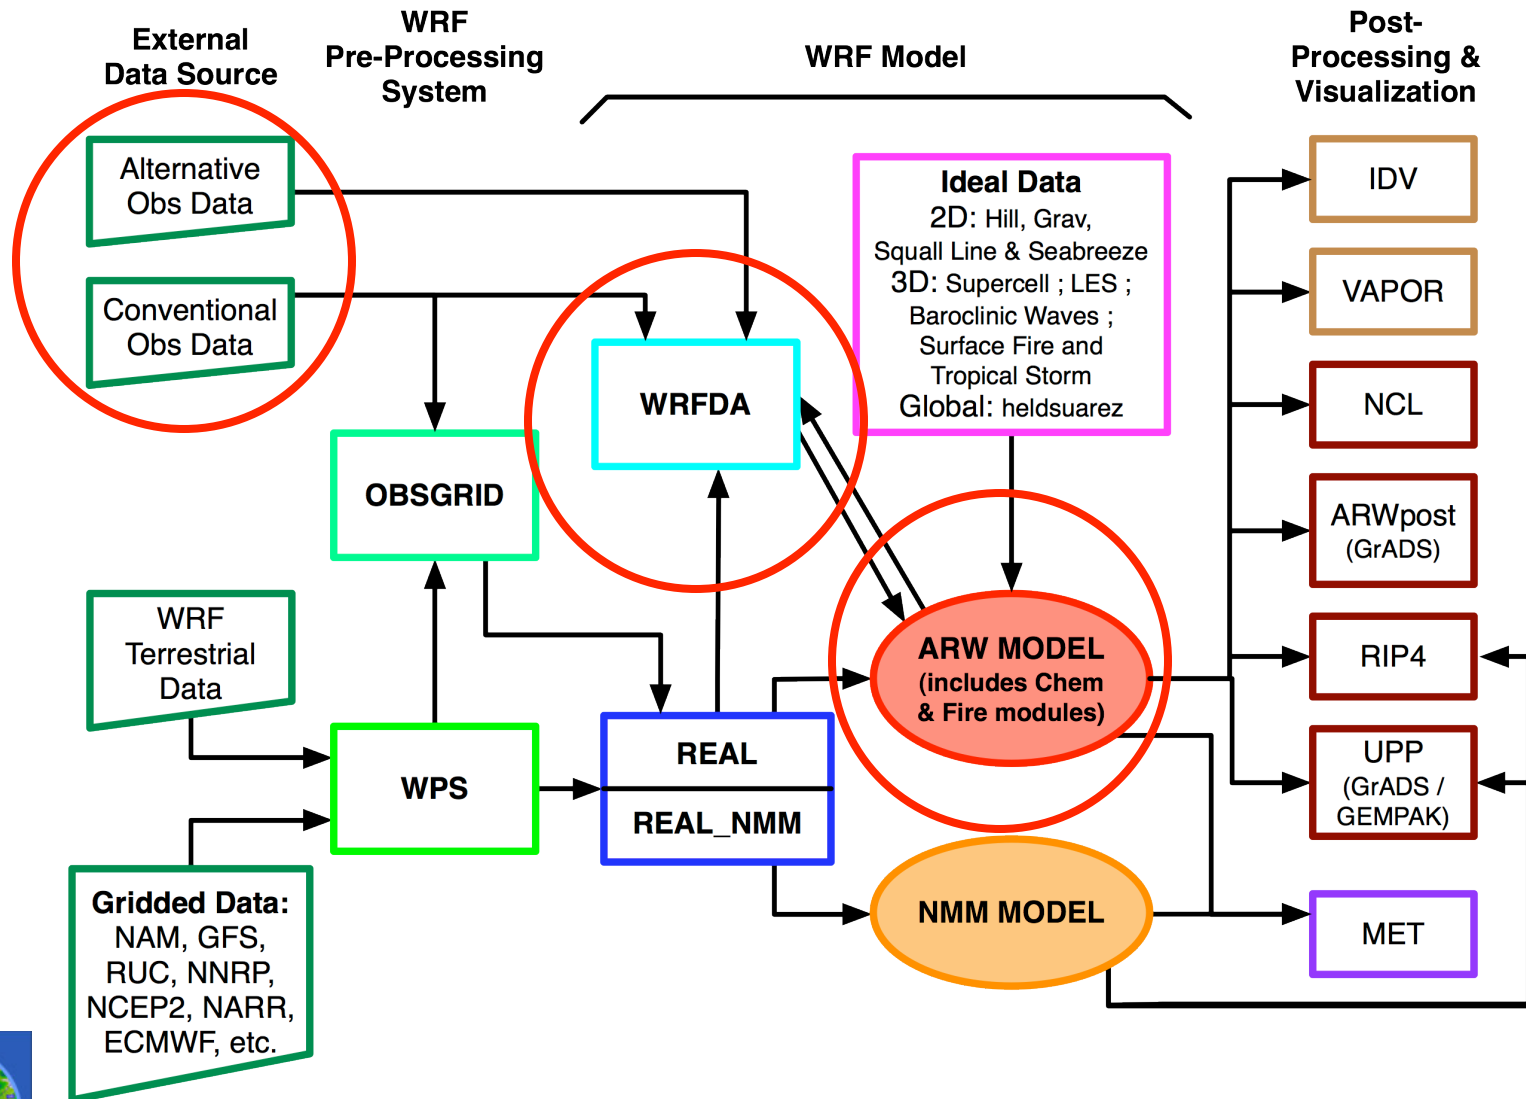 External
Data Source
WRF
Pre-Processing
System
WRF Model
Post-
Processing &
Visualization
Alternative
Obs Data
Conventional
Obs Data
WRF
Terrestrial
Data
Gridded Data:
NAM, GFS,
RUC, NNRP,
NCEP2, NARR,
ECMWF, etc.
OBSGRID
WPS
WRFDA
REAL
REAL_NMM
Ideal Data
2D: Hill, Grav,
Squall Line & Seabreeze
3D: Supercell ; LES ;
Baroclinic Waves ;
Surface Fire and
Tropical Storm
Global: heldsuarez
ARW MODEL
(includes Chem
& Fire modules)
NMM MODEL
IDV
VAPOR
NCL
ARWpost
(GrADS)
RIP4
UPP
(GrADS /
GEMPAK)
MET